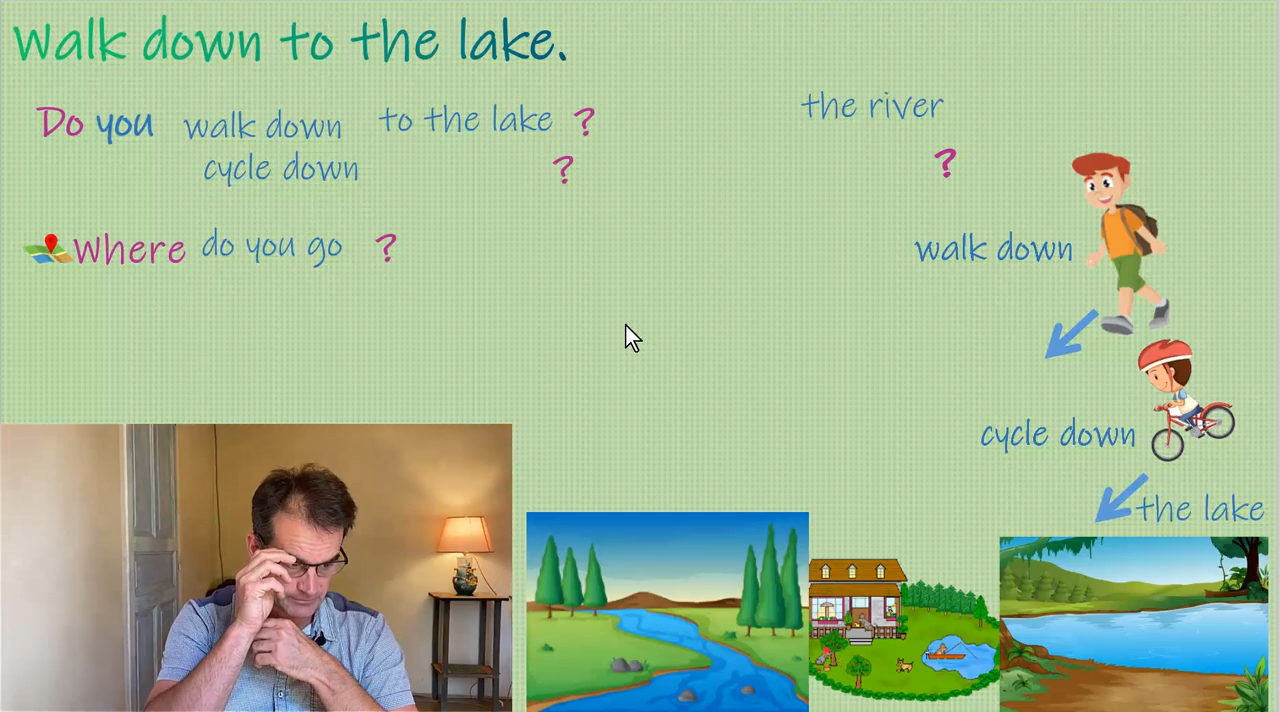 Walk down to the lake.
Do you walk down to the lake ?
the river
cycle down ?
?
Where do you go ?
walk down
cycle down
the lake